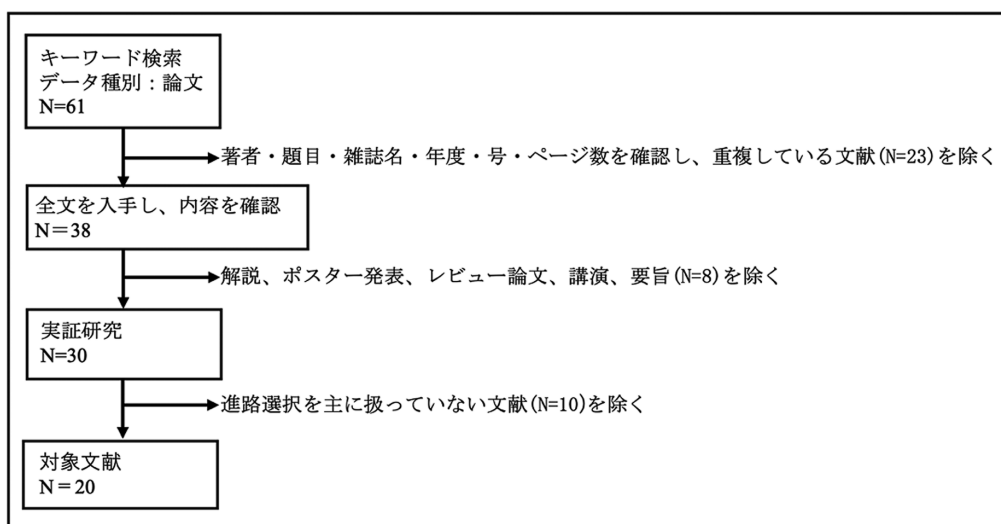 キーワード検索
データ種別：論文
N=61
著者・題目・雑誌名・年度・号・ページ数を確認し、重複している文献(N=23)を除く
全文を入手し、内容を確認
N＝38
解説、ポスター発表、レビュー論文、講演、要旨(N=8)を除く
実証研究
N=30
進路選択を主に扱っていない文献(N=10)を除く
対象文献
N＝20